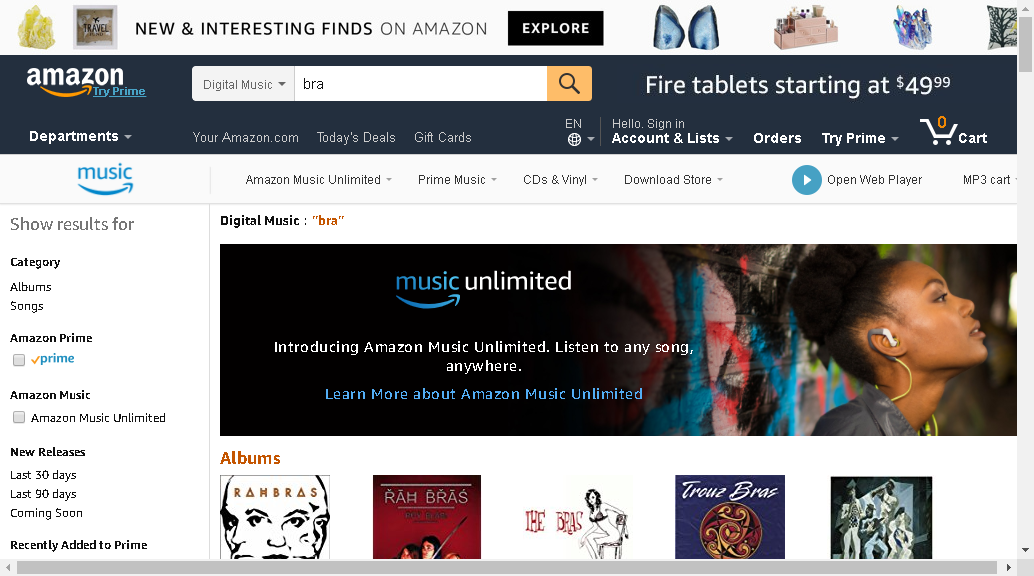 TRAVEL
NEW & INTERESTING FINDS ON AMAZON
EXPLORE
amazon
Try Prime
Digital Music
bra
Fire tablets starting at $49.99
Departments
Your Amazon.com
Today's Deals
Gift Cards
EN
Hello. Sign in
Account & Lists
Orders
Try Prime
0
Cart
music
Amazon Music Unlimited
Prime Music
CDs & Vinyl
Download Store
Open Web Player
MP3 cart
Show results for
Category
Albums
Songs
Amazon Prime
prime
Amazon Music
Amazon Music Unlimited
New Releases
Last 30 days
Last 90 days
Coming Soon
Recently Added to Prime
Digital Music : "bra"
music unlimited
Introducing Amazon Music Unlimited. Listen to any song,
anywhere.
Learn More about Amazon Music Unlimited
Albums
RAHBRAS
ŘÄH BŘÄŚ
THE BRAS
Trouz Bras